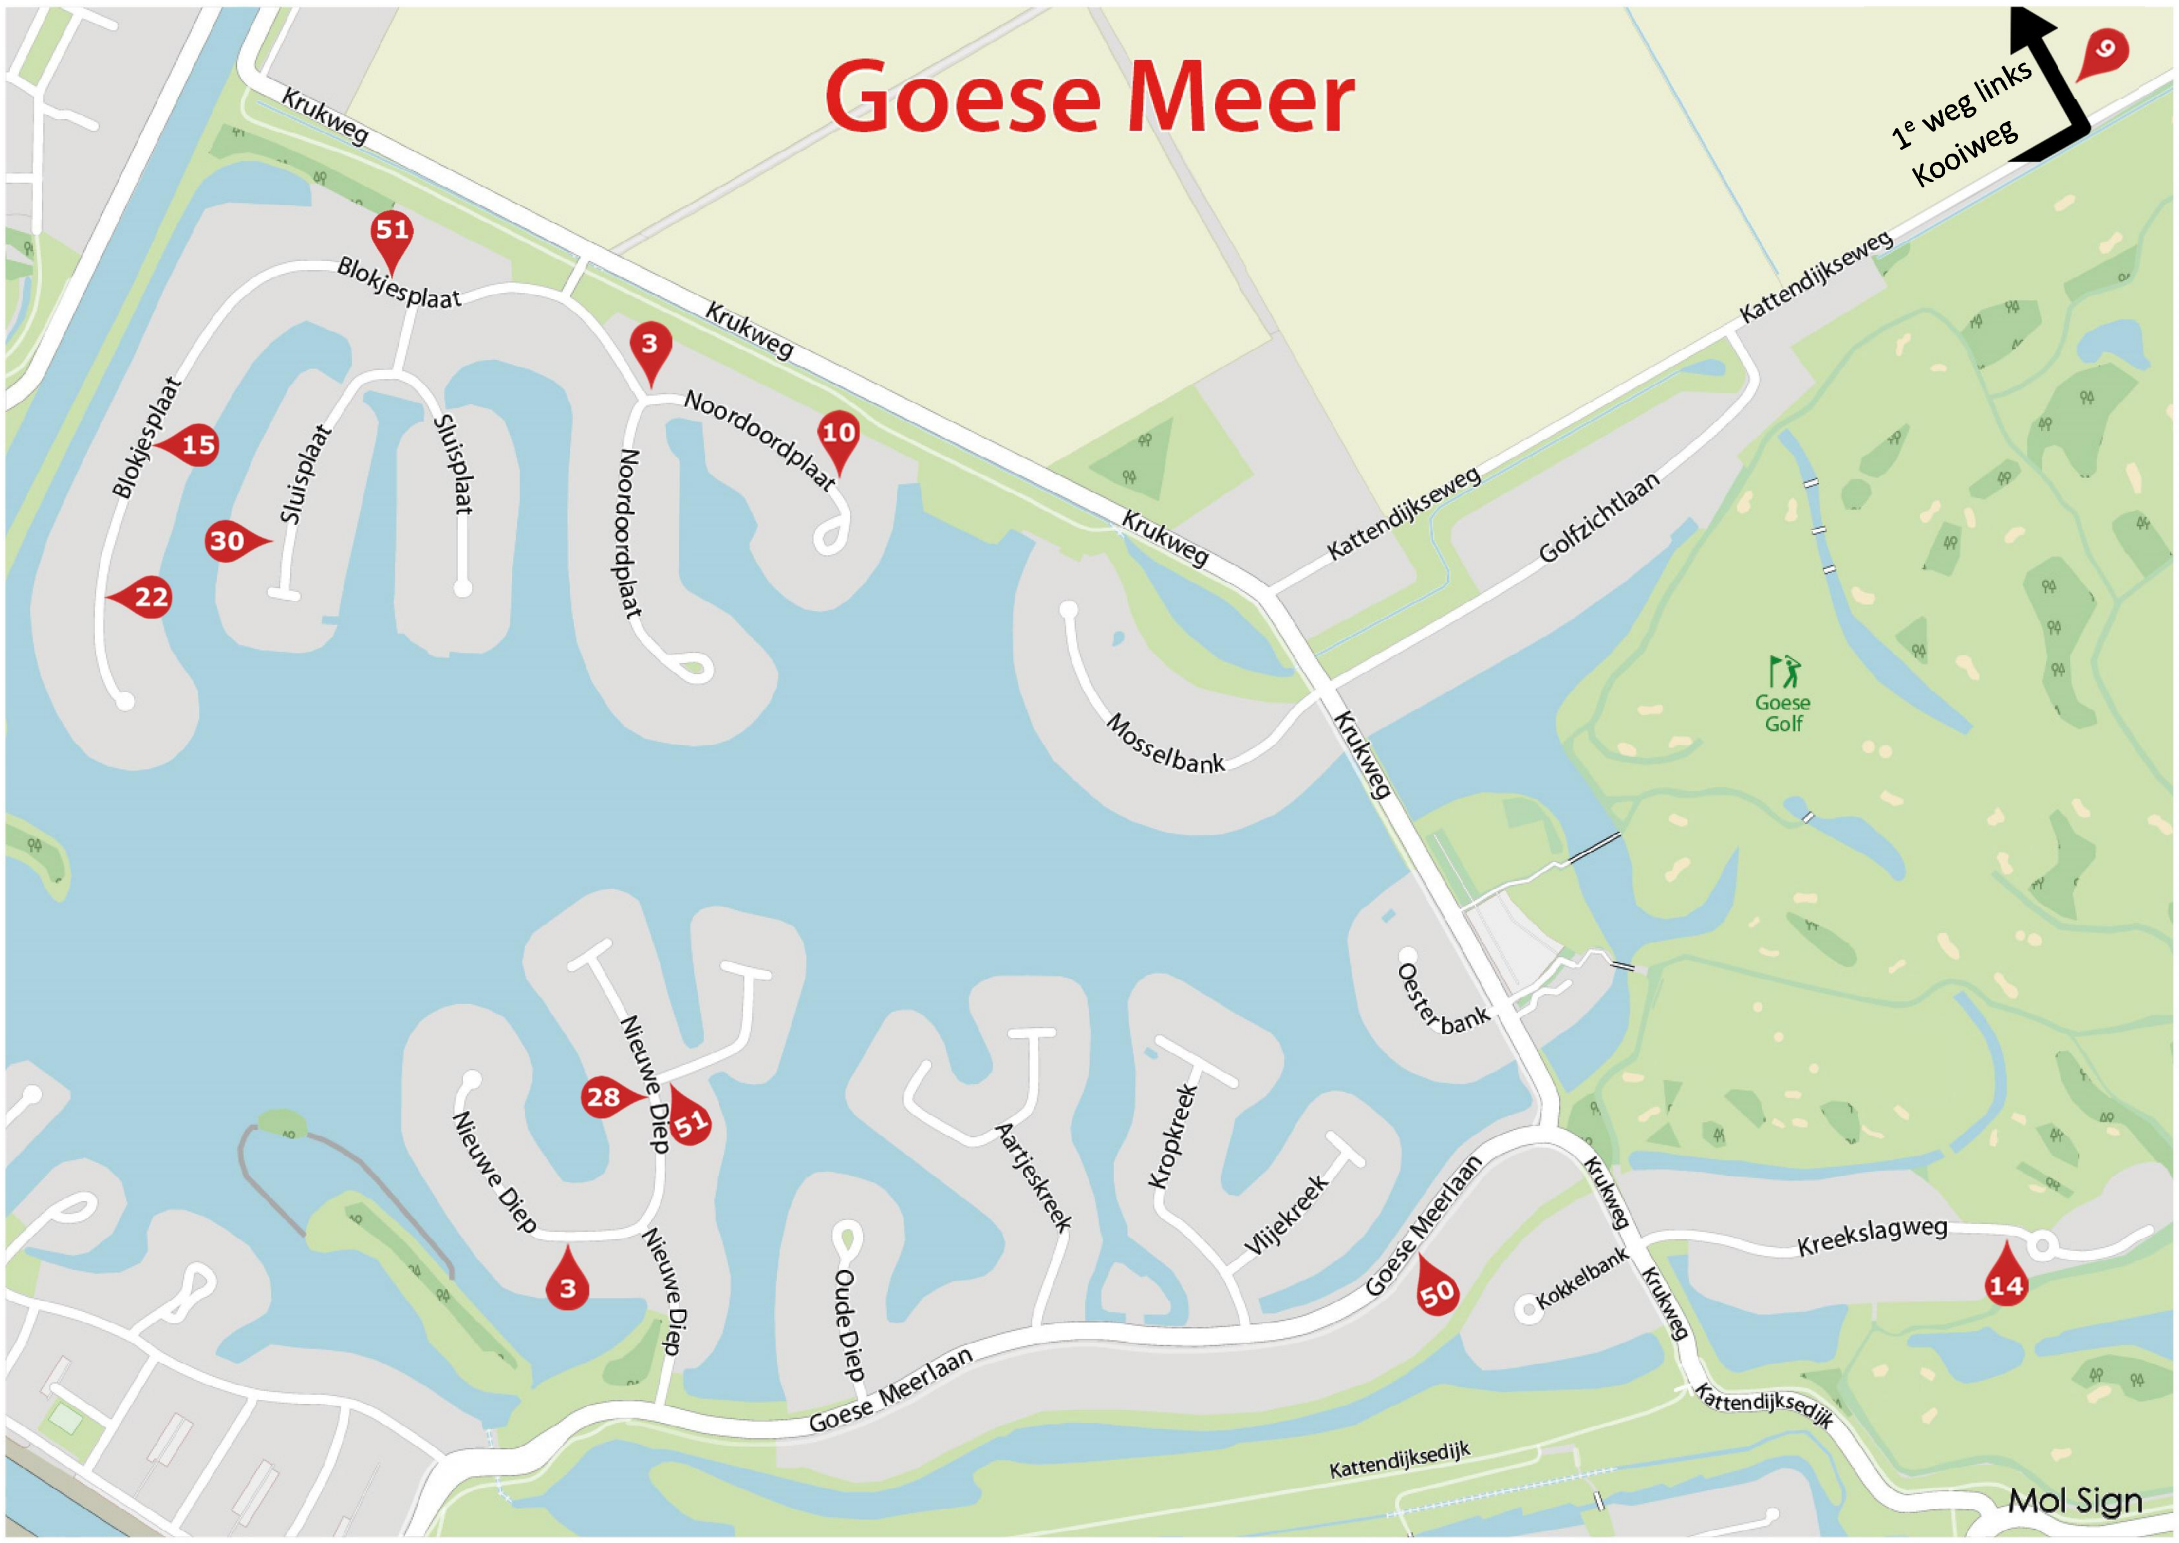 Goese Meer
9
1e weg links
Kooiweg
Krukweg
51
Blokjesplaat
Kattendijkseweg
Krukweg
3
Noordoordplaat
10
Blokjesplaat
15
Sluisplaat
Sluisplaat
30
22
Noordoordplaat
Krukweg
Kattendijkseweg
Golfzichtlaan
Goese
Golf
Mosselbank
Krukweg
Oesterbank
Nieuwe Diep
28
51
Nieuwe Diep
3
Nieuwe Diep
Oude Diep
Aartjeskreek
Kropkreek
Vlijekreek
Goese Meerlaan
50
Krukweg
Kokkelbank
Kreekslagweg
14
Krukweg
Goese Meerlaan
Kattendijksedijk
Kattendijksedijk
Mol Sign